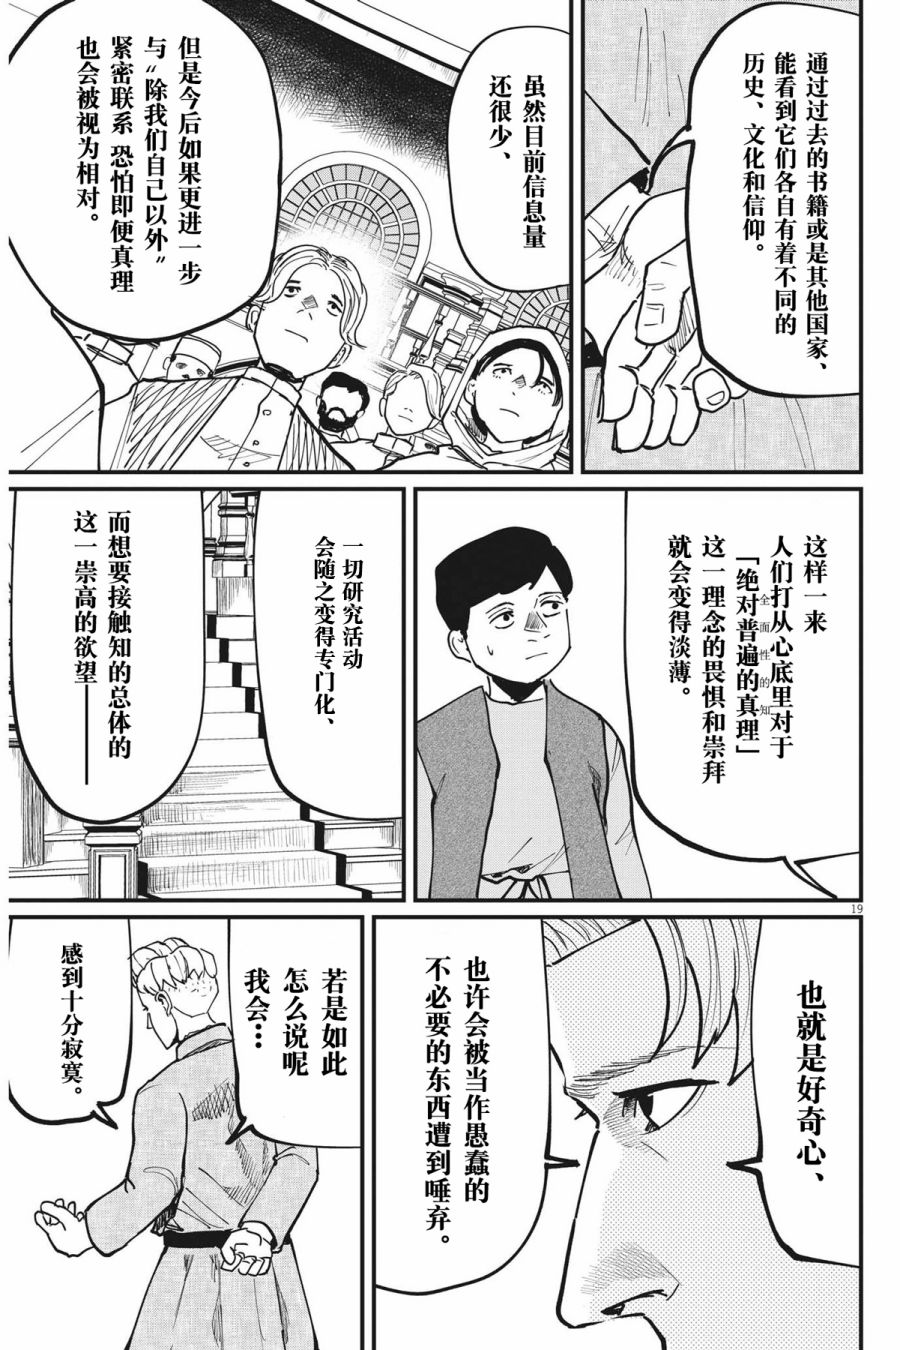 通过过去的书籍或是其他国家、
能看到它们各自有着不同的
历史、文化和信仰。
虽然目前信息量
还很少、
但是今后如果更进一步
与“除我们自己以外”
紧密联系 恐怕即便真理
也会被视为相对。
这样一来
人们打从心底里对于
「绝对普遍的真理」
全面性的知
这一理念的畏惧和崇拜
就会变得淡薄。
一切研究活动
会随之变得专门化、
而想要接触知的总体的
这一崇高的欲望——
19
也就是好奇心、
也许会被当作愚蠢的
不必要的东西遭到唾弃。
若是如此
怎么说呢
我会…
感到十分寂寞。